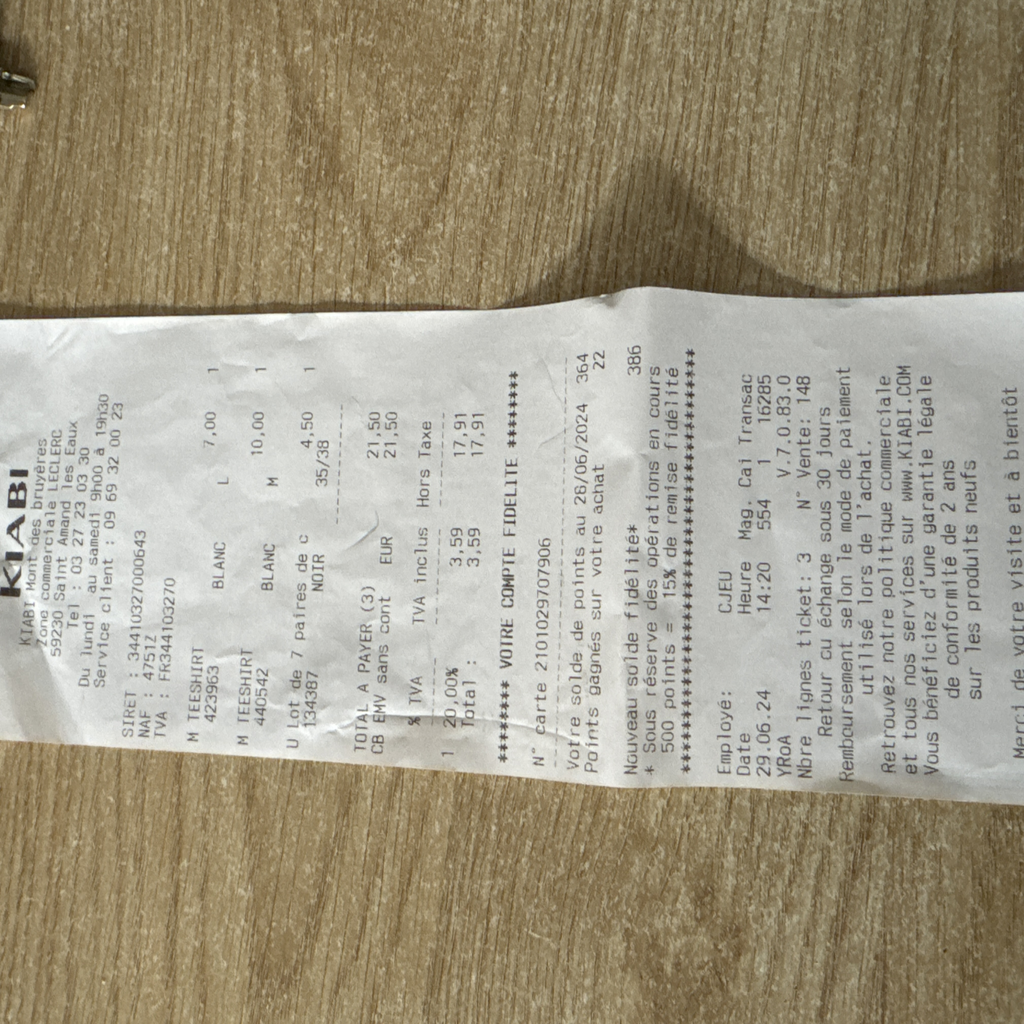 KIABI
KIABI Mont des bruyères
Zone commerciale LECLERC
59230 Saint Amand les Eaux
Tel : 03 27 23 03 30
Du lundi au samedi 9h00 à 19h30
Service client : 09 69 32 00 23
SIRET : 34410327000643
NAF : 4751Z
TVA : FR344103270
M TEESHIRT 7,00 1
423963 BLANC L
M TEESHIRT 10,00 1
440542 BLANC M
U Lot de 7 paires de c 4,50 1
134387 NOIR 35/38
TOTAL A PAYER (3) 21,50
CB EMV sans cont EUR 21,50
% TVA TVA inclus Hors Taxe
1 20,00% 3,59 17,91
Total : 3,59 17,91
******** VOTRE COMPTE FIDELITE ********
N° carte 2101029707906
Votre solde de points au 26/06/2024 364
Points gagnés sur votre achat 22
Nouveau solde fidélité* 386
* Sous réserve des opérations en cours
500 points = 15% de remise fidélité
******************************************
Employé: CJEU
Date Heure Mag. Cai Transac
29.06.24 14:20 554 1 16285
YRoA V.7.0.83.0
Nbre lignes ticket: 3 N° Vente: 148
Retour ou échange sous 30 jours
Remboursement selon le mode de paiement
utilisé lors de l'achat.
Retrouvez notre politique commerciale
et tous nos services sur www.KIABI.COM
Vous bénéficiez d'une garantie légale
de conformité de 2 ans
sur les produits neufs
Merci de votre visite et à bientôt